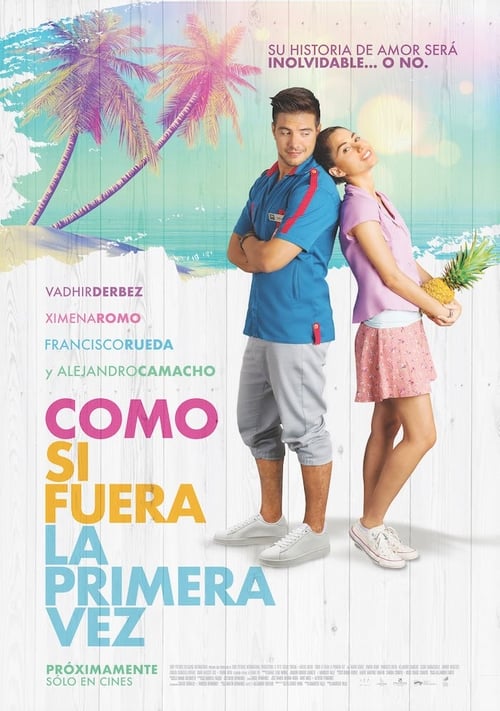 SU HISTORIA DE AMOR SERÁ
INOLVIDABLE... O NO.
VADHIRDERBEZ
XIMENAROMO
FRANCISCORUEDA
y ALEJANDROCAMACHO
COMO
SI
FUERA
LA
PRIMERA
VEZ
PRÓXIMAMENTE
SÓLO EN CINES